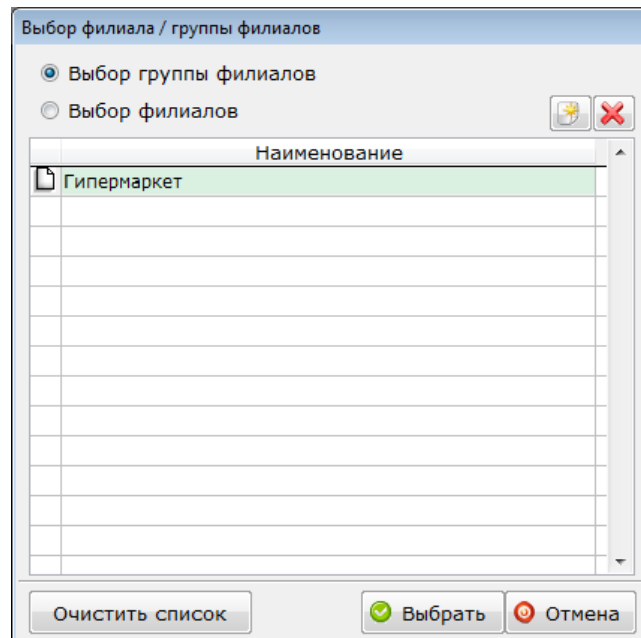 Выбор филиала / группы филиалов
Выбор группы филиалов
Выбор филиалов
Наименование
Гипермаркет
Очистить список
Выбрать
Отмена